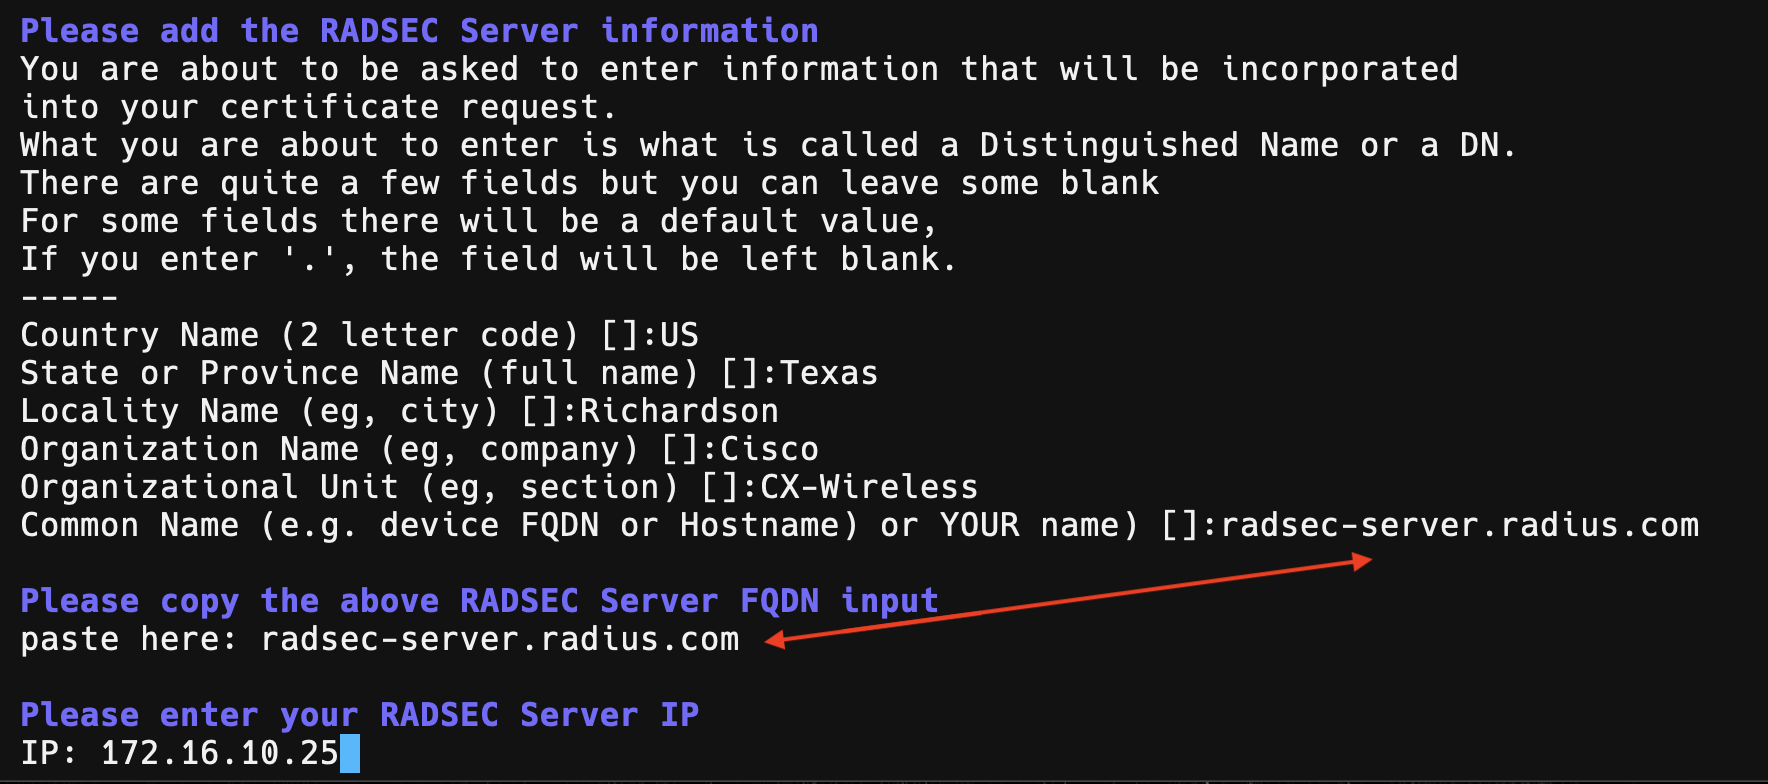 Please add the RADSEC Server information
You are about to be asked to enter information that will be incorporated
into your certificate request.
What you are about to enter is what is called a Distinguished Name or a DN.
There are quite a few fields but you can leave some blank
For some fields there will be a default value,
If you enter '.', the field will be left blank.
-----
Country Name (2 letter code) []:US
State or Province Name (full name) []:Texas
Locality Name (eg, city) []:Richardson
Organization Name (eg, company) []:Cisco
Organizational Unit (eg, section) []:CX-Wireless
Common Name (e.g. device FQDN or Hostname) or YOUR name) []:radsec-server.radius.com
Please copy the above RADSEC Server FQDN input
paste here: radsec-server.radius.com
Please enter your RADSEC Server IP
IP: 172.16.10.25